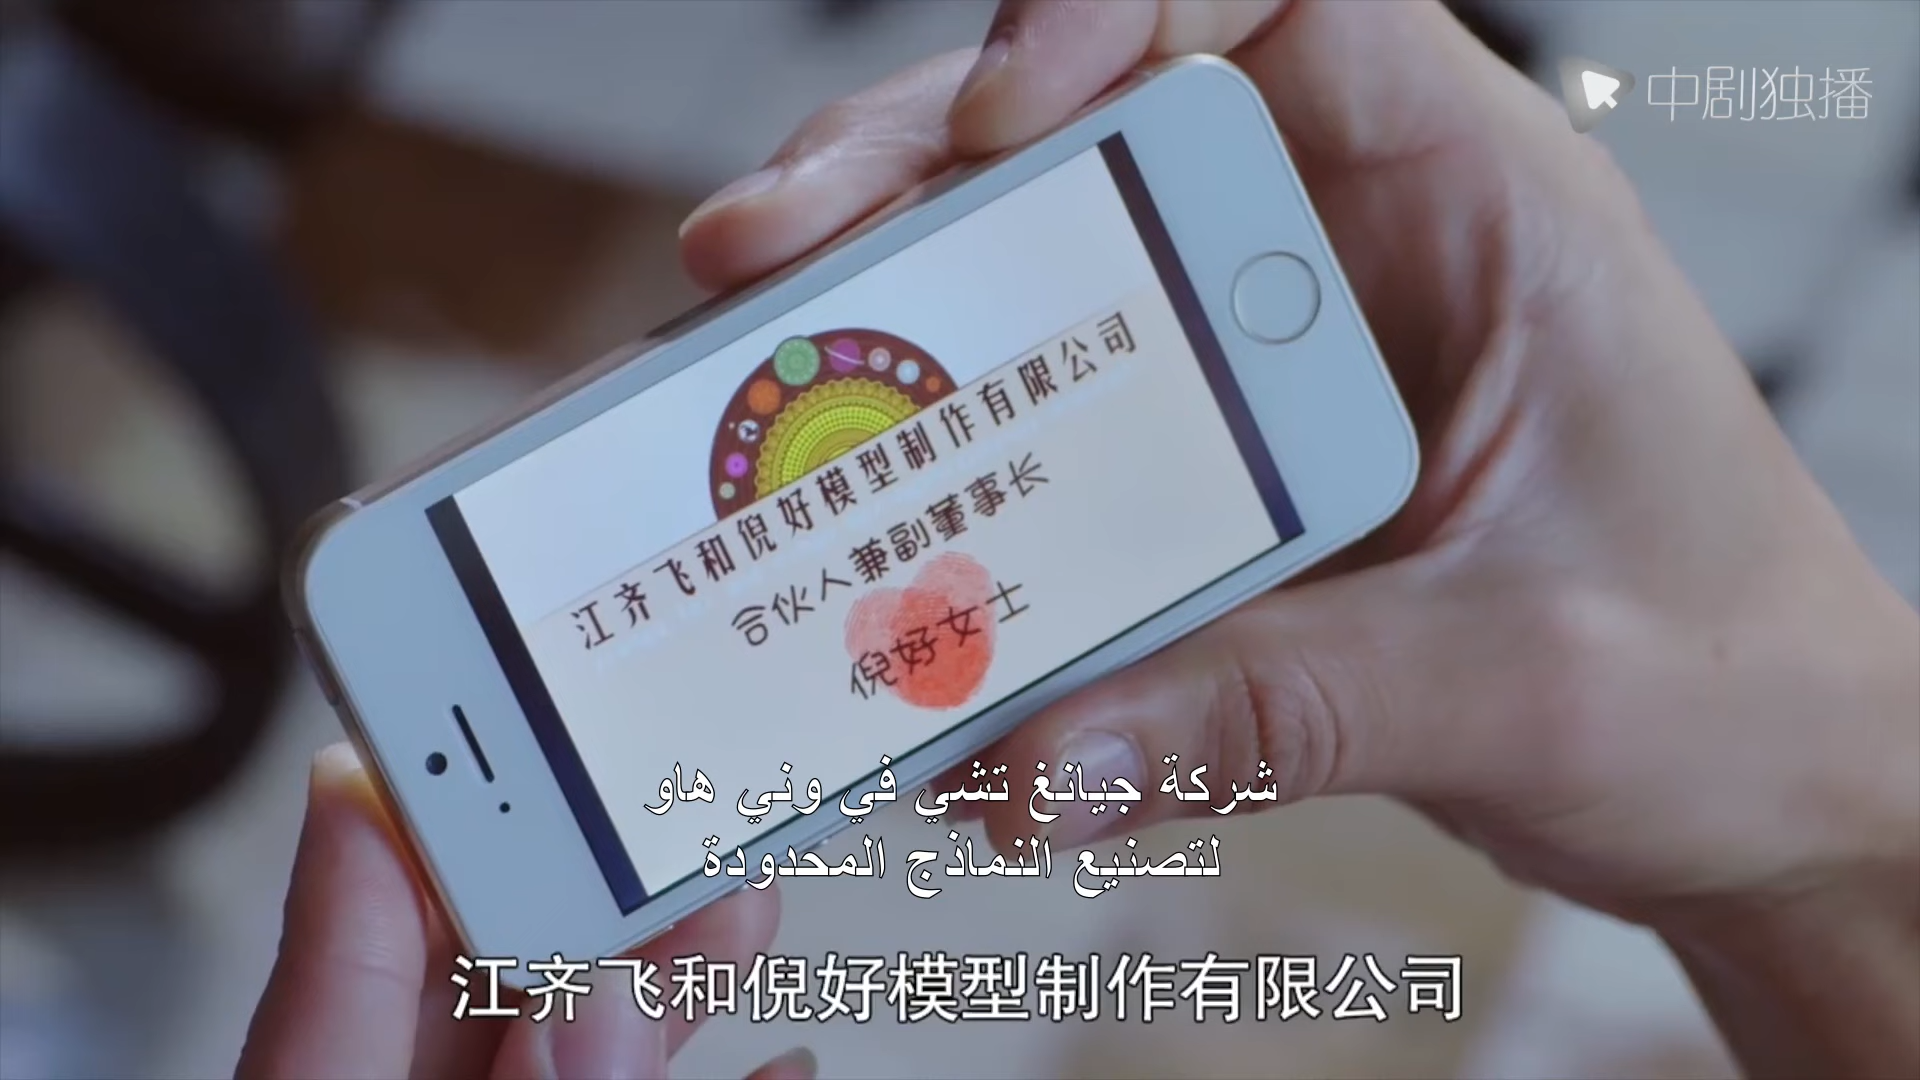 中剧独播
江齐飞和倪好模型制作有限公司
合伙人兼副董事长
倪好女士
شركة جيانغ تشي في وني هاو
لتصنيع النماذج المحدودة
江齐飞和倪好模型制作有限公司